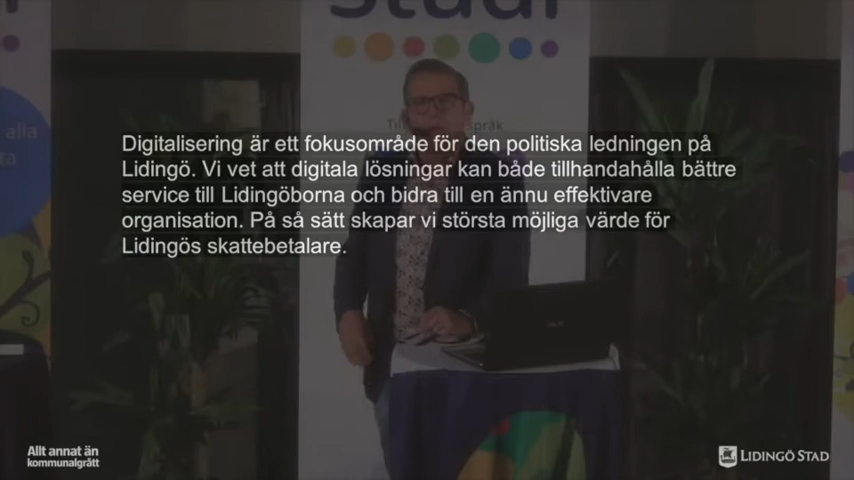 alla
ta
Digitalisering är ett fokusområde för den politiska ledningen på
Lidingö. Vi vet att digitala lösningar kan både tillhandahålla bättre
service till Lidingöborna och bidra till en ännu effektivare
organisation. På så sätt skapar vi största möjliga värde för
Lidingös skattebetalare.
Allt annat än
kommunalgrått
LIDINGÖ STAD